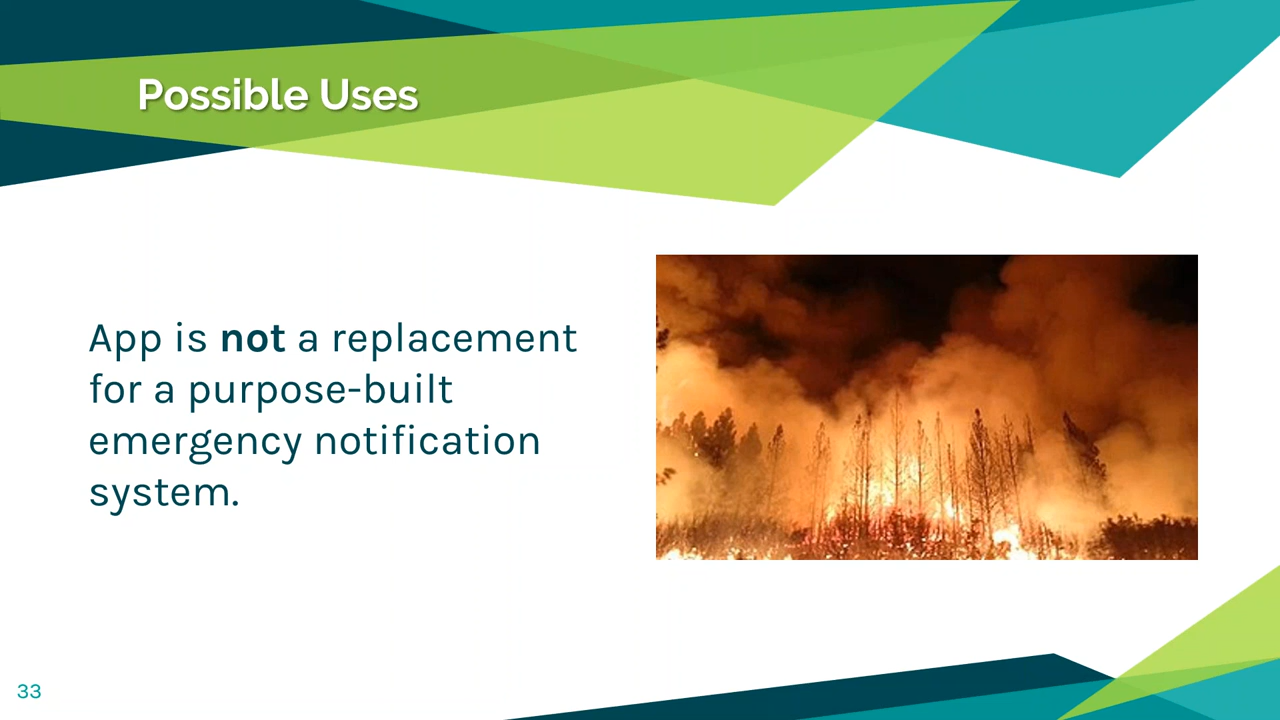 Possible Uses
App is not a replacement
for a purpose-built
emergency notification
system.
33